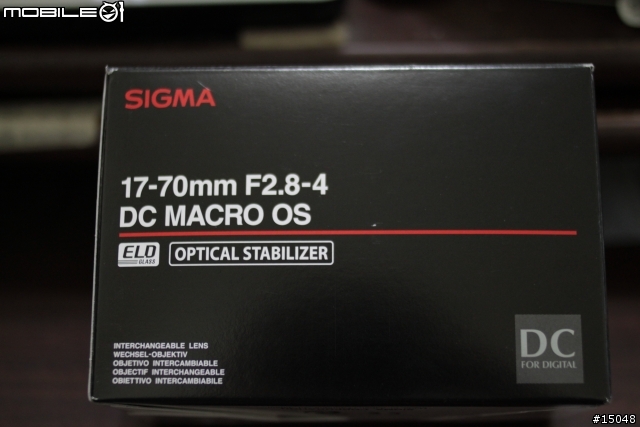 MOBILE01
SIGMA
17-70mm F2.8-4
DC MACRO OS
ELD GLASS
OPTICAL STABILIZER
INTERCHANGEABLE LENS
WECHSEL-OBJEKTIV
OBJETIVO INTERCAMBIABLE
OBJECTIF INTERCHANGEABLE
OBIETTIVO INTERCAMBIABILE
DC
FOR DIGITAL
#15048